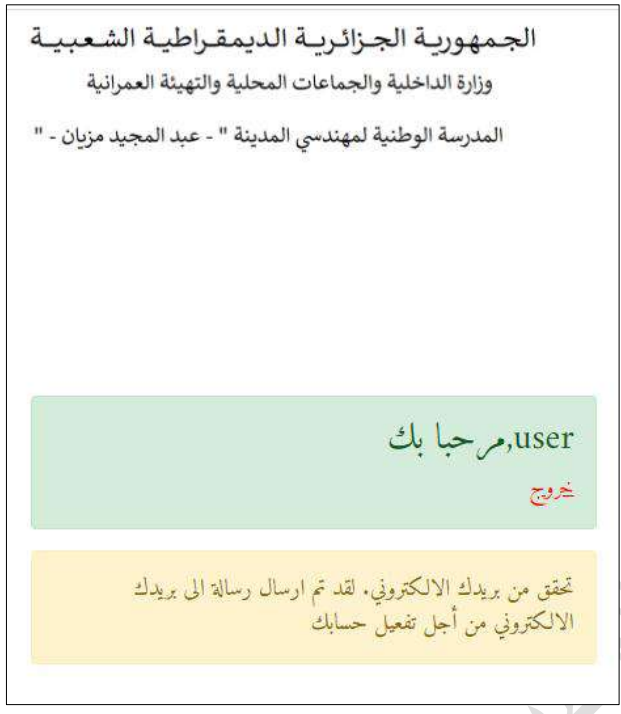 الجمهورية الجزائرية الديمقراطية الشعبية
وزارة الداخلية والجماعات المحلية والتهيئة العمرانية
المدرسة الوطنية لمهندسي المدينة " - عبد المجيد مزيان - "
user,مرحبا بك
خروج
تحقق من بريدك الالكتروني. لقد تم ارسال رسالة الى بريدك
الالكتروني من أجل تفعيل حسابك